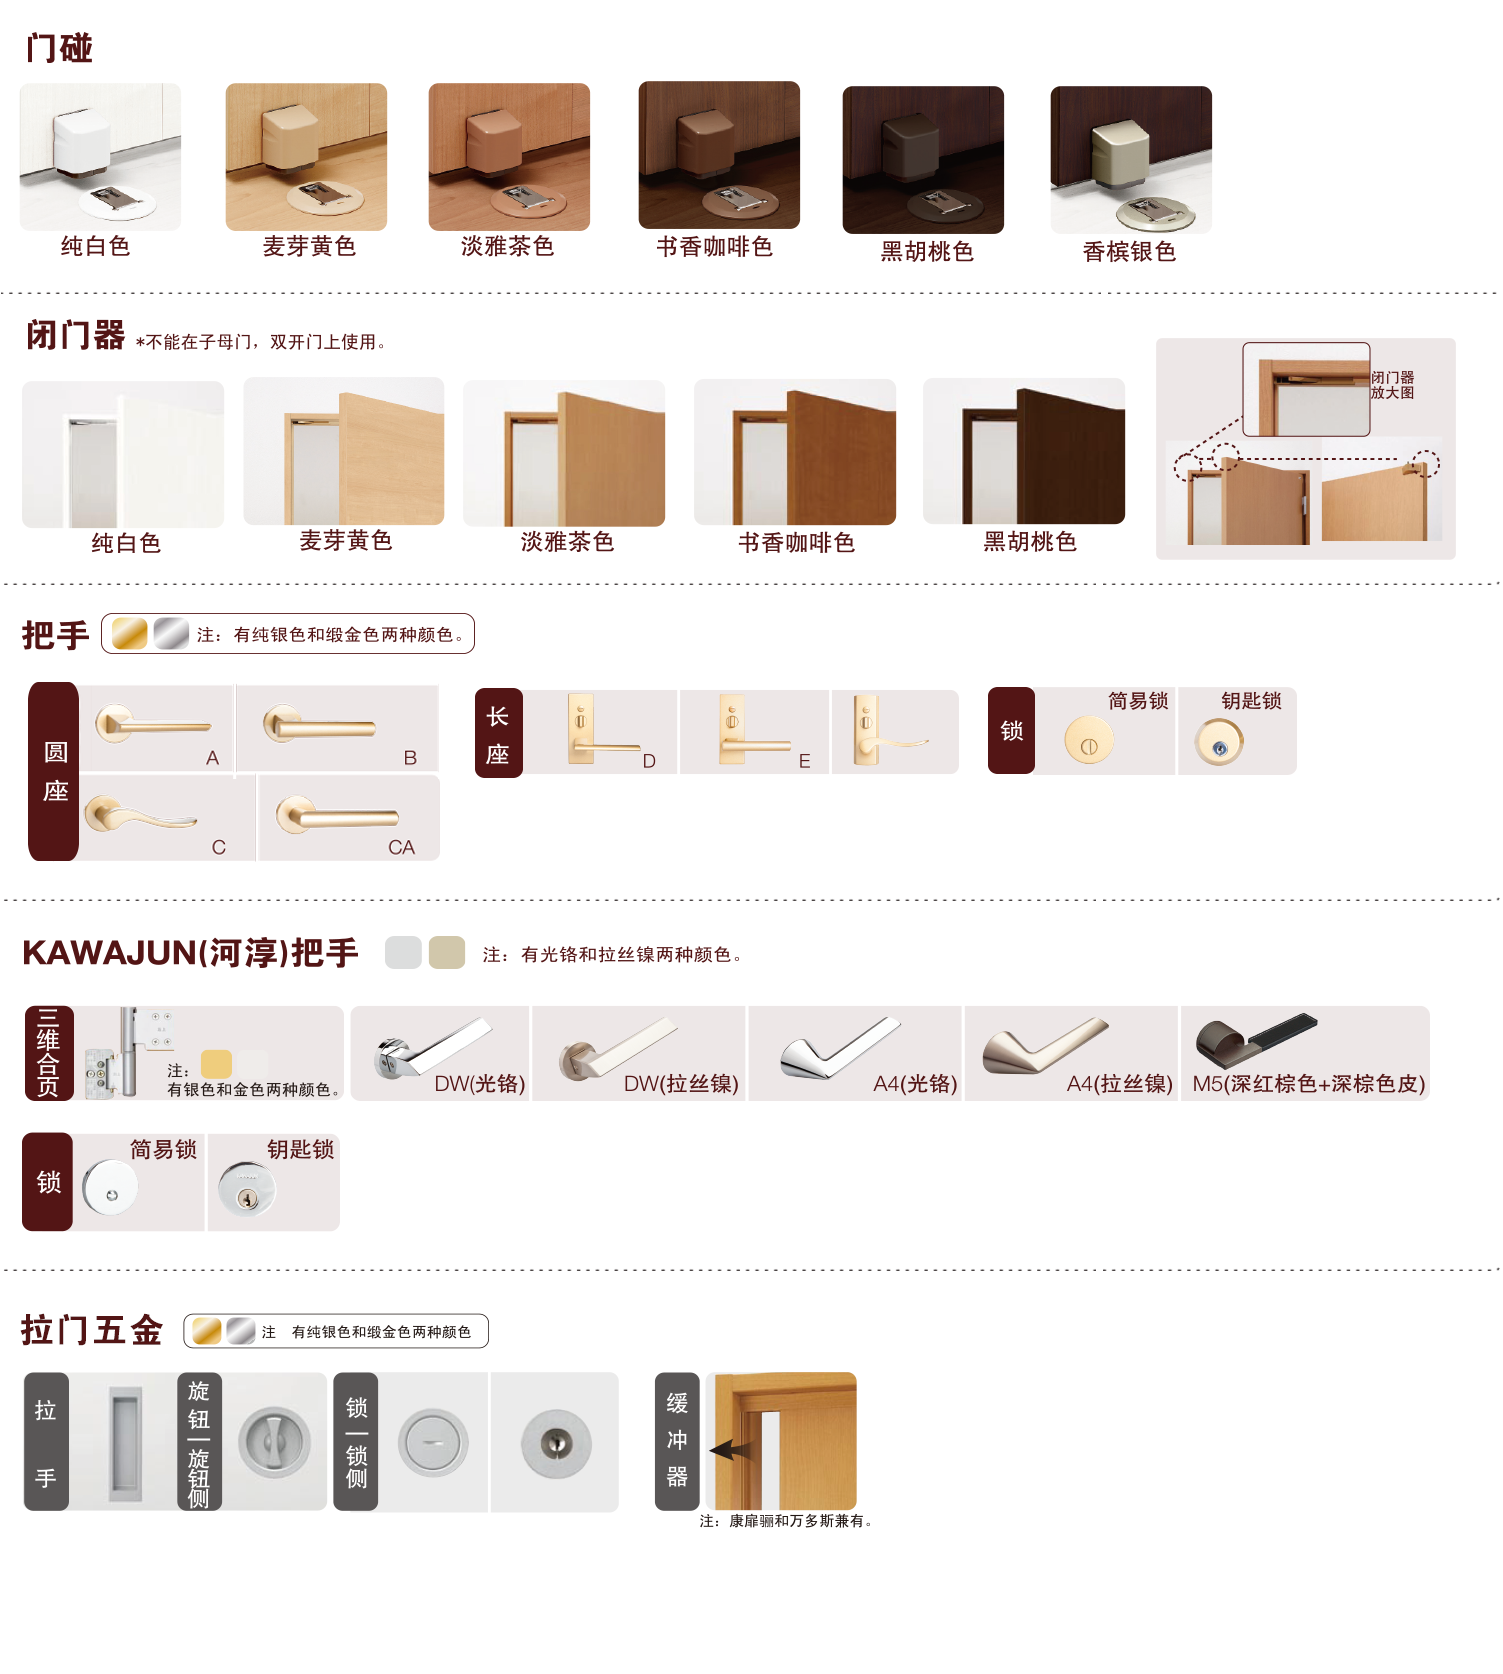 门碰
纯白色
麦芽黄色
淡雅茶色
书香咖啡色
黑胡桃色
香槟银色
闭门器 *不能在子母门，双开门上使用。
闭门器
放大图
纯白色
麦芽黄色
淡雅茶色
书香咖啡色
黑胡桃色
把手 注：有纯银色和缎金色两种颜色。
圆座
A
B
C
CA
长座
D
E
锁
简易锁
钥匙锁
KAWAJUN(河淳)把手 注：有光铬和拉丝镍两种颜色。
三维合页
注：
有银色和金色两种颜色。
DW(光铬)
DW(拉丝镍)
A4(光铬)
A4(拉丝镍)
M5(深红棕色+深棕色皮)
锁
简易锁
钥匙锁
拉门五金 注 有纯银色和缎金色两种颜色
拉手
旋钮|旋钮侧
锁|锁侧
缓冲器
注：康扉骊和万多斯兼有。